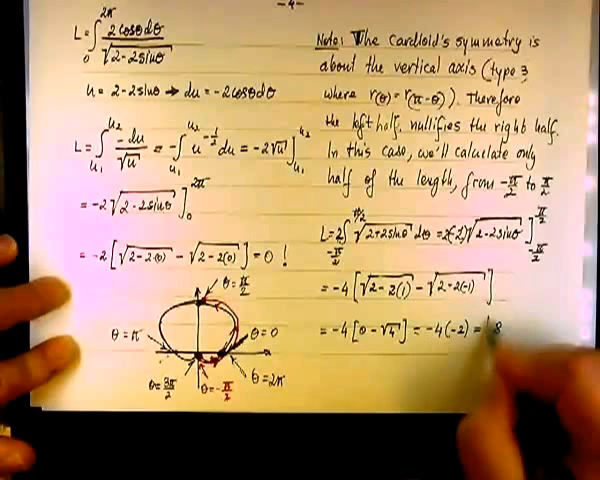 -4-
L = ∫₀^2π 2cosθdθ / √(2-2sinθ)
u = 2-2sinθ → du = -2cosθdθ
L = ∫_u₁^u₂ -du/√u = -∫_u₁^u₂ u^-1/2 du = -2√u ]_u₁^u₂
= -2√(2-2sinθ) ]₀^2π
= -2[√(2-2(0)) - √(2-2(0))] = 0 !
θ = π/2
θ = π
θ = 0
θ = 3π/2
θ = -π/2
θ = 2π
Note: The Cardioid's symmetry is
about the vertical axis (type 3,
where r(θ) = r(π-θ)). Therefore
the left half nullifies the right half.
In this case, we'll calculate only
half of the length, from -π/2 to π/2
L = 2∫_-π/2^π/2 √(2+2sinθ) dθ = 2(-2)√(2-2sinθ) ]_-π/2^π/2
= -4[√(2-2(1)) - √(2-2(-1))]
= -4[0-√4] = -4(-2) = 8